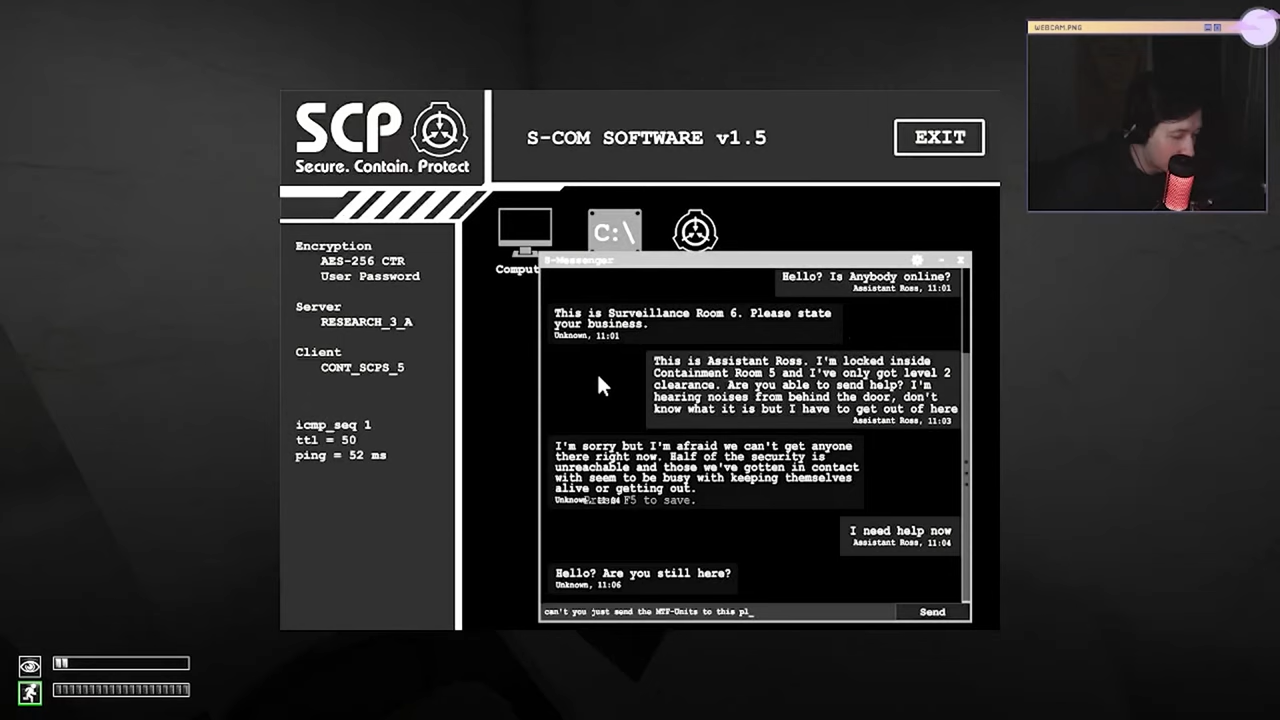 WEBCAM.PNG
SCP
Secure. Contain. Protect
S-COM SOFTWARE v1.5
EXIT
Encryption
AES-256 CTR
User Password
Server
RESEARCH_3_A
Client
CONT_SCPS_5
icmp_seq 1
ttl = 50
ping = 52 ms
C:\
Comput
S-Messenger
Hello? Is Anybody online?
Assistant Ross, 11:01
This is Surveillance Room 6. Please state
your business.
Unknown, 11:01
This is Assistant Ross. I'm locked inside
Containment Room 5 and I've only got level 2
clearance. Are you able to send help? I'm
hearing noises from behind the door, don't
know what it is but I have to get out of here
Assistant Ross, 11:03
I'm sorry but I'm afraid we can't get anyone
there right now. Half of the security is
unreachable and those we've gotten in contact
with seem to be busy with keeping themselves
alive or getting out.
Unknown, 11:04
F5 to save.
I need help now
Assistant Ross, 11:04
Hello? Are you still here?
Unknown, 11:06
can't you just send the MTF-Units to this pl_
Send